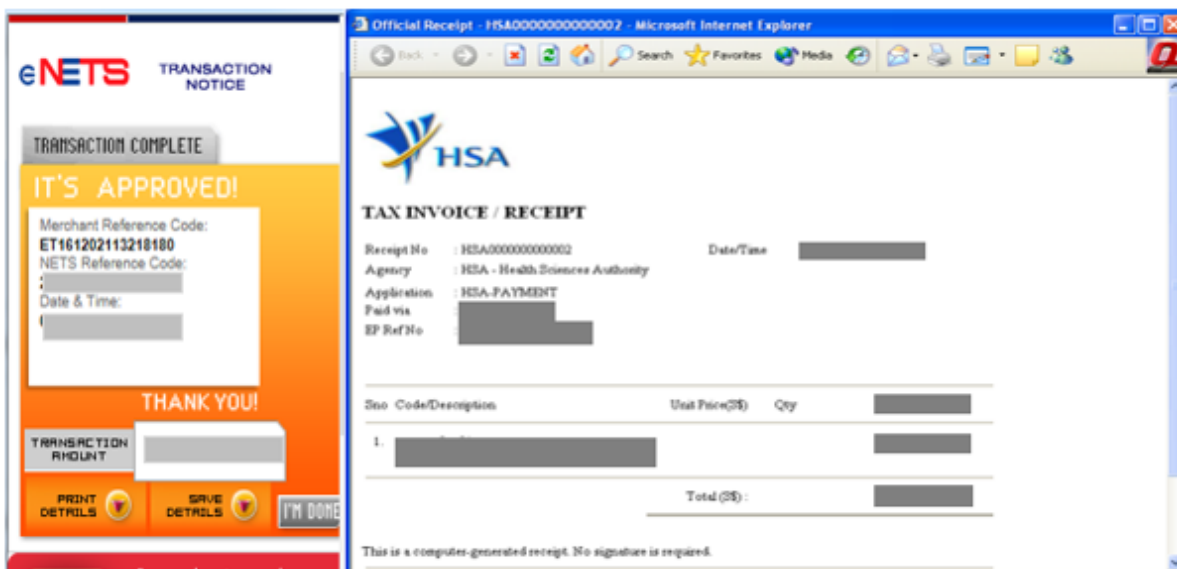 eNETS
TRANSACTION
NOTICE
TRANSACTION COMPLETE
IT'S APPROVED!
Merchant Reference Code:
ET161202113218180
NETS Reference Code:
Date & Time:
THANK YOU!
TRANSACTION
AMOUNT
PRINT
DETAILS
SAVE
DETAILS
I'M DONE
Official Receipt - HSA0000000000002 - Microsoft Internet Explorer
Back Search Favorites Media
HSA
TAX INVOICE / RECEIPT
Receipt No : HSA0000000000002 Date/Time
Agency : HSA - Health Sciences Authority
Application : HSA-PAYMENT
Paid via :
EP Ref No :
Sno Code/Description Unit Price(S$) Qty
1.
Total (S$) :
This is a computer-generated receipt. No signature is required.